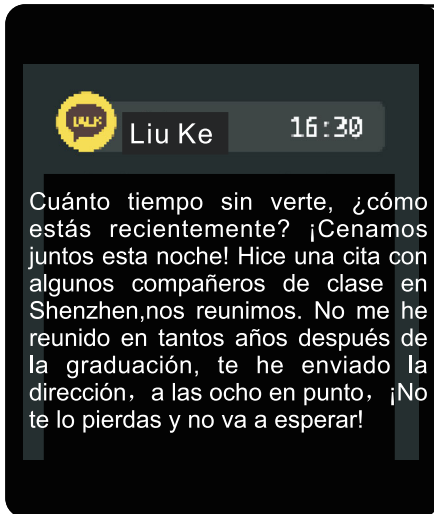 TALK
Liu Ke
16:30
Cuánto tiempo sin verte, ¿cómo
estás recientemente? ¡Cenamos
juntos esta noche! Hice una cita con
algunos compañeros de clase en
Shenzhen,nos reunimos. No me he
reunido en tantos años después de
la graduación, te he enviado la
dirección， a las ocho en punto， ¡No
te lo pierdas y no va a esperar!